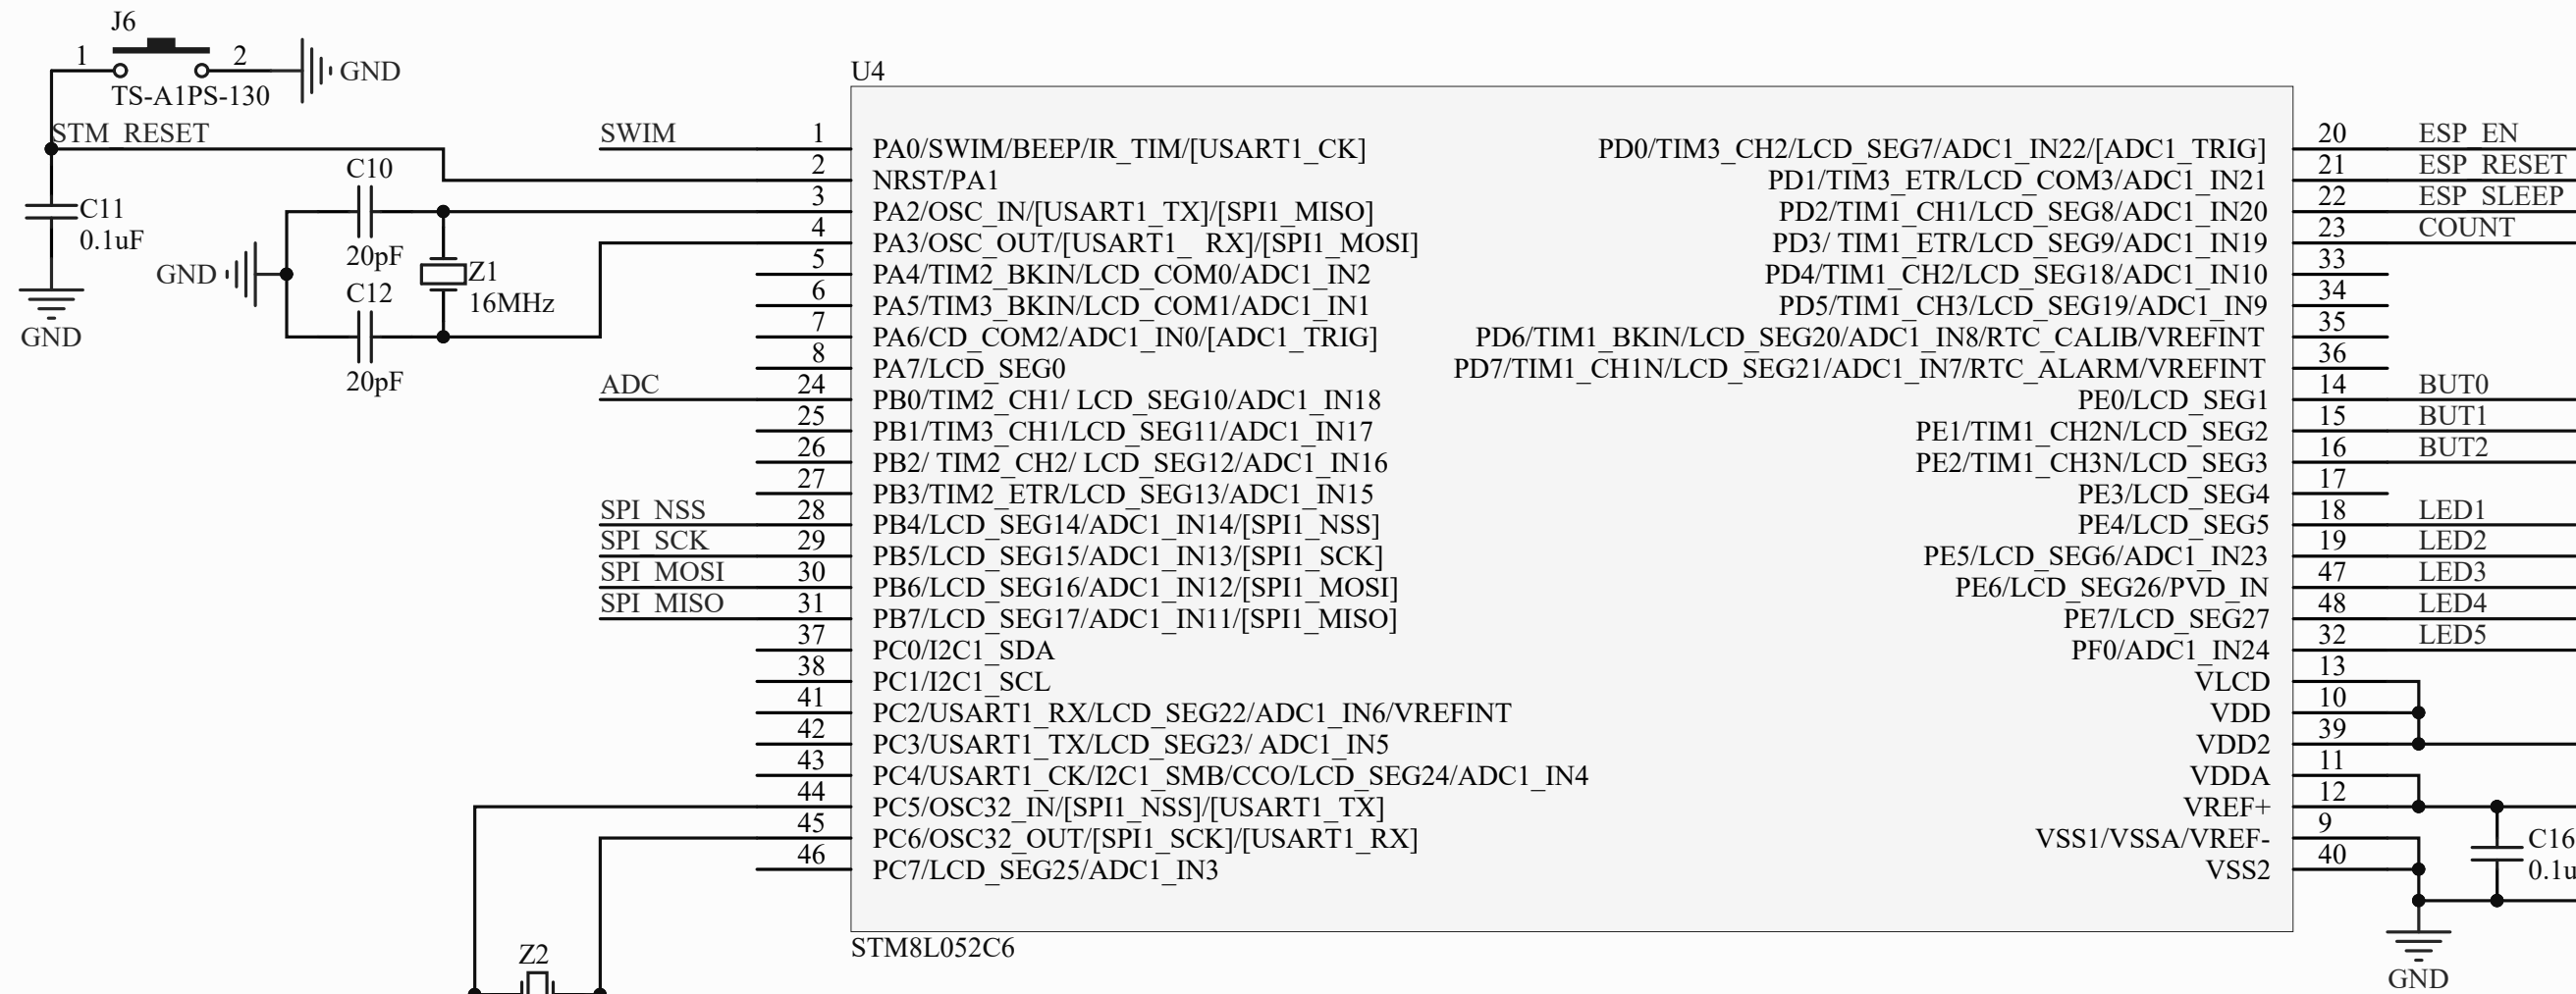 J6
1 2
GND
TS-A1PS-130
STM_RESET
C11
0.1uF
GND
C10
20pF
GND
C12
20pF
Z1
16MHz
U4
SWIM 1 PA0/SWIM/BEEP/IR_TIM/[USART1_CK]
2 NRST/PA1
3 PA2/OSC_IN/[USART1_TX]/[SPI1_MISO]
4 PA3/OSC_OUT/[USART1_ RX]/[SPI1_MOSI]
5 PA4/TIM2_BKIN/LCD_COM0/ADC1_IN2
6 PA5/TIM3_BKIN/LCD_COM1/ADC1_IN1
7 PA6/CD_COM2/ADC1_IN0/[ADC1_TRIG]
8 PA7/LCD_SEG0
ADC 24 PB0/TIM2_CH1/ LCD_SEG10/ADC1_IN18
25 PB1/TIM3_CH1/LCD_SEG11/ADC1_IN17
26 PB2/ TIM2_CH2/ LCD_SEG12/ADC1_IN16
27 PB3/TIM2_ETR/LCD_SEG13/ADC1_IN15
SPI_NSS 28 PB4/LCD_SEG14/ADC1_IN14/[SPI1_NSS]
SPI_SCK 29 PB5/LCD_SEG15/ADC1_IN13/[SPI1_SCK]
SPI_MOSI 30 PB6/LCD_SEG16/ADC1_IN12/[SPI1_MOSI]
SPI_MISO 31 PB7/LCD_SEG17/ADC1_IN11/[SPI1_MISO]
37 PC0/I2C1_SDA
38 PC1/I2C1_SCL
41 PC2/USART1_RX/LCD_SEG22/ADC1_IN6/VREFINT
42 PC3/USART1_TX/LCD_SEG23/ ADC1_IN5
43 PC4/USART1_CK/I2C1_SMB/CCO/LCD_SEG24/ADC1_IN4
44 PC5/OSC32_IN/[SPI1_NSS]/[USART1_TX]
45 PC6/OSC32_OUT/[SPI1_SCK]/[USART1_RX]
46 PC7/LCD_SEG25/ADC1_IN3
PD0/TIM3_CH2/LCD_SEG7/ADC1_IN22/[ADC1_TRIG] 20 ESP_EN
PD1/TIM3_ETR/LCD_COM3/ADC1_IN21 21 ESP_RESET
PD2/TIM1_CH1/LCD_SEG8/ADC1_IN20 22 ESP_SLEEP
PD3/ TIM1_ETR/LCD_SEG9/ADC1_IN19 23 COUNT
PD4/TIM1_CH2/LCD_SEG18/ADC1_IN10 33
PD5/TIM1_CH3/LCD_SEG19/ADC1_IN9 34
PD6/TIM1_BKIN/LCD_SEG20/ADC1_IN8/RTC_CALIB/VREFINT 35
PD7/TIM1_CH1N/LCD_SEG21/ADC1_IN7/RTC_ALARM/VREFINT 36
PE0/LCD_SEG1 14 BUT0
PE1/TIM1_CH2N/LCD_SEG2 15 BUT1
PE2/TIM1_CH3N/LCD_SEG3 16 BUT2
PE3/LCD_SEG4 17
PE4/LCD_SEG5 18 LED1
PE5/LCD_SEG6/ADC1_IN23 19 LED2
PE6/LCD_SEG26/PVD_IN 47 LED3
PE7/LCD_SEG27 48 LED4
PF0/ADC1_IN24 32 LED5
VLCD 13
VDD 10
VDD2 39
VDDA 11
VREF+ 12
VSS1/VSSA/VREF- 9
VSS2 40
C16
0.1u
GND
STM8L052C6
Z2